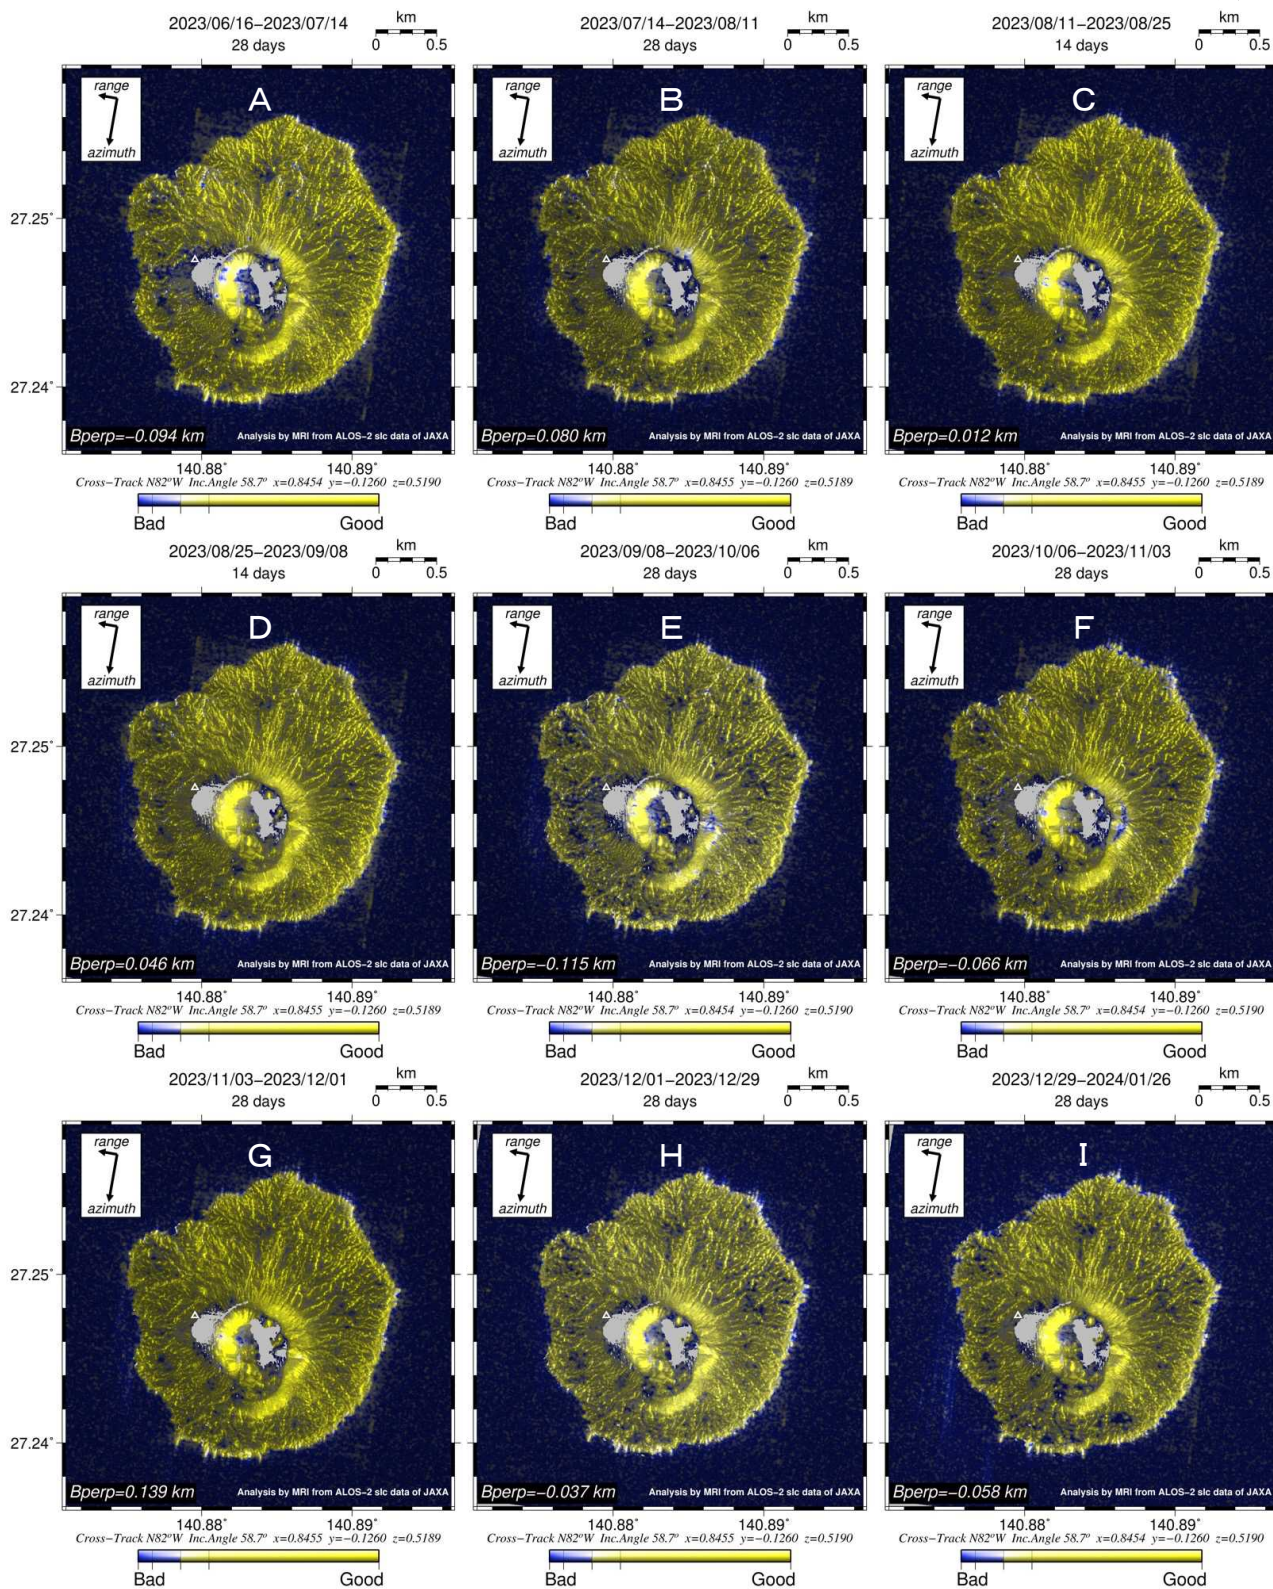 2023/06/16−2023/07/14
28 days
km
0 0.5
2023/07/14−2023/08/11
28 days
km
0 0.5
2023/08/11−2023/08/25
14 days
km
0 0.5
range
azimuth
A
27.25°
27.24°
Bperp=−0.094 km
Analysis by MRI from ALOS−2 slc data of JAXA
140.88° 140.89°
Cross−Track N82°W Inc.Angle 58.7° x=0.8454 y=−0.1260 z=0.5190
Bad Good
range
azimuth
B
Bperp=0.080 km
Analysis by MRI from ALOS−2 slc data of JAXA
140.88° 140.89°
Cross−Track N82°W Inc.Angle 58.7° x=0.8455 y=−0.1260 z=0.5189
Bad Good
range
azimuth
C
Bperp=0.012 km
Analysis by MRI from ALOS−2 slc data of JAXA
140.88° 140.89°
Cross−Track N82°W Inc.Angle 58.7° x=0.8455 y=−0.1260 z=0.5189
Bad Good
2023/08/25−2023/09/08
14 days
km
0 0.5
2023/09/08−2023/10/06
28 days
km
0 0.5
2023/10/06−2023/11/03
28 days
km
0 0.5
range
azimuth
D
27.25°
27.24°
Bperp=0.046 km
Analysis by MRI from ALOS−2 slc data of JAXA
140.88° 140.89°
Cross−Track N82°W Inc.Angle 58.7° x=0.8455 y=−0.1260 z=0.5189
Bad Good
range
azimuth
E
Bperp=−0.115 km
Analysis by MRI from ALOS−2 slc data of JAXA
140.88° 140.89°
Cross−Track N82°W Inc.Angle 58.7° x=0.8454 y=−0.1260 z=0.5190
Bad Good
range
azimuth
F
Bperp=−0.066 km
Analysis by MRI from ALOS−2 slc data of JAXA
140.88° 140.89°
Cross−Track N82°W Inc.Angle 58.7° x=0.8454 y=−0.1260 z=0.5190
Bad Good
2023/11/03−2023/12/01
28 days
km
0 0.5
2023/12/01−2023/12/29
28 days
km
0 0.5
2023/12/29−2024/01/26
28 days
km
0 0.5
range
azimuth
G
27.25°
27.24°
Bperp=0.139 km
Analysis by MRI from ALOS−2 slc data of JAXA
140.88° 140.89°
Cross−Track N82°W Inc.Angle 58.7° x=0.8455 y=−0.1260 z=0.5189
Bad Good
range
azimuth
H
Bperp=−0.037 km
Analysis by MRI from ALOS−2 slc data of JAXA
140.88° 140.89°
Cross−Track N82°W Inc.Angle 58.7° x=0.8455 y=−0.1260 z=0.5190
Bad Good
range
azimuth
I
Bperp=−0.058 km
Analysis by MRI from ALOS−2 slc data of JAXA
140.88° 140.89°
Cross−Track N82°W Inc.Angle 58.7° x=0.8454 y=−0.1260 z=0.5190
Bad Good